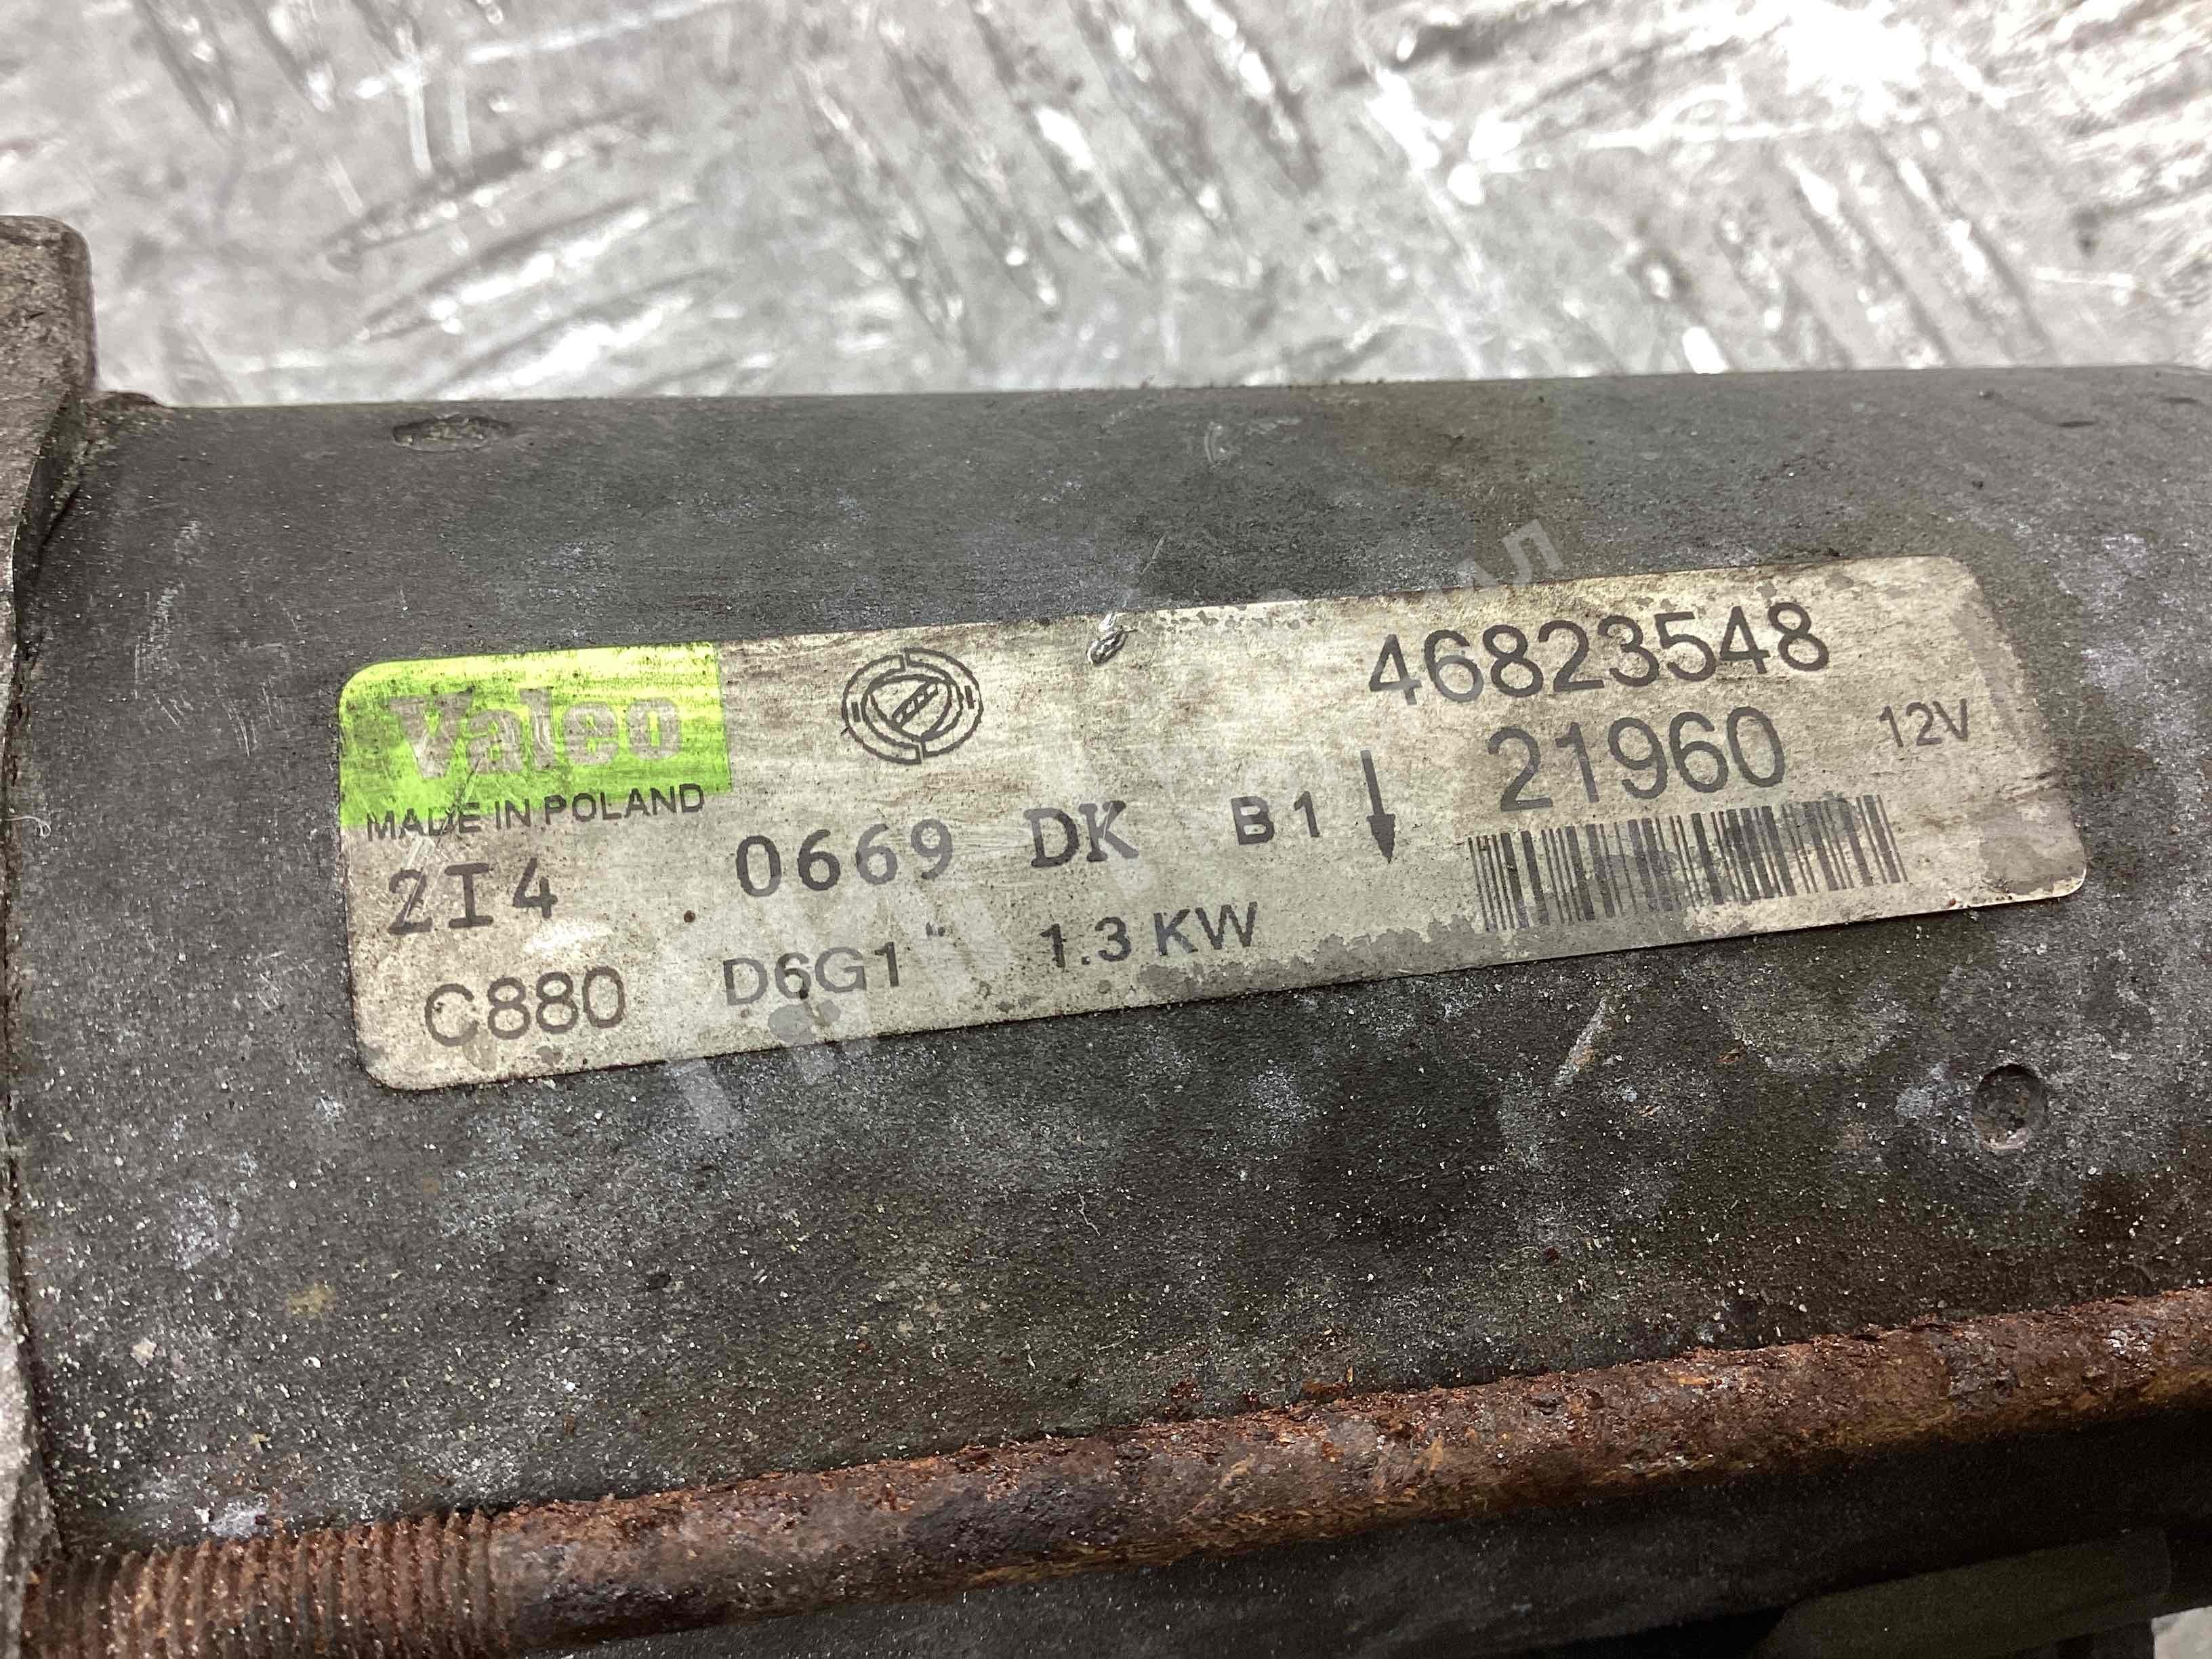 Valeo
46823548
MADE IN POLAND
21960 12V
2I4 0669 DK B1
C880 D6G1 1.3 KW